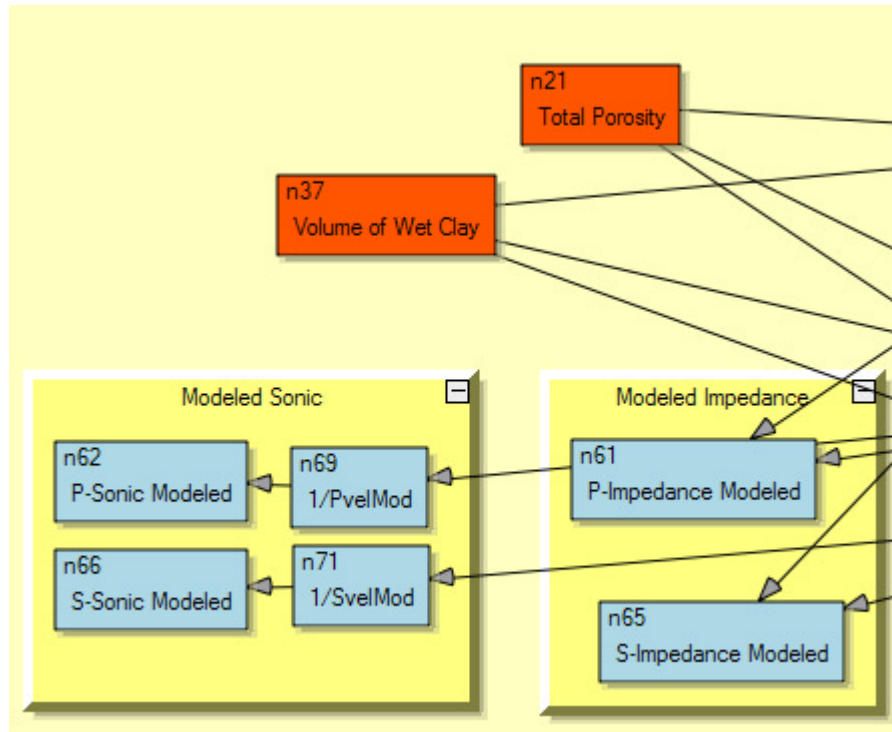 n21
Total Porosity
n37
Volume of Wet Clay
Modeled Sonic
n62
P-Sonic Modeled
n69
1/PvelMod
n66
S-Sonic Modeled
n71
1/SvelMod
Modeled Impedance
n61
P-Impedance Modeled
n65
S-Impedance Modeled